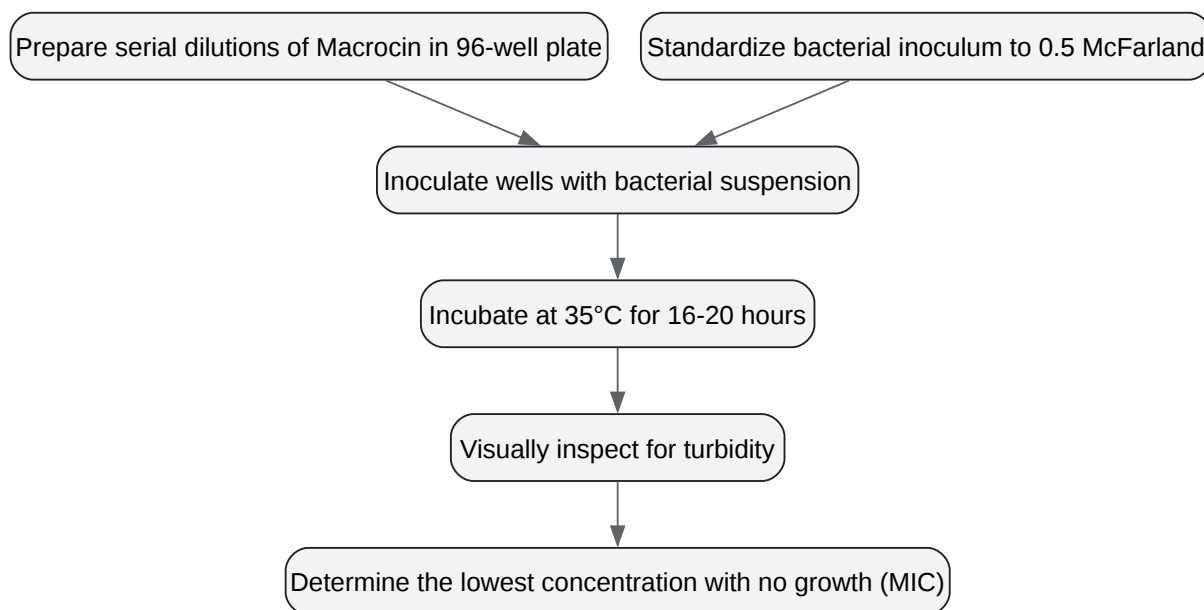 Prepare serial dilutions of Macrocin in 96-well plate
Standardize bacterial inoculum to 0.5 McFarland
Inoculate wells with bacterial suspension
Incubate at 35°C for 16-20 hours
Visually inspect for turbidity
Determine the lowest concentration with no growth (MIC)